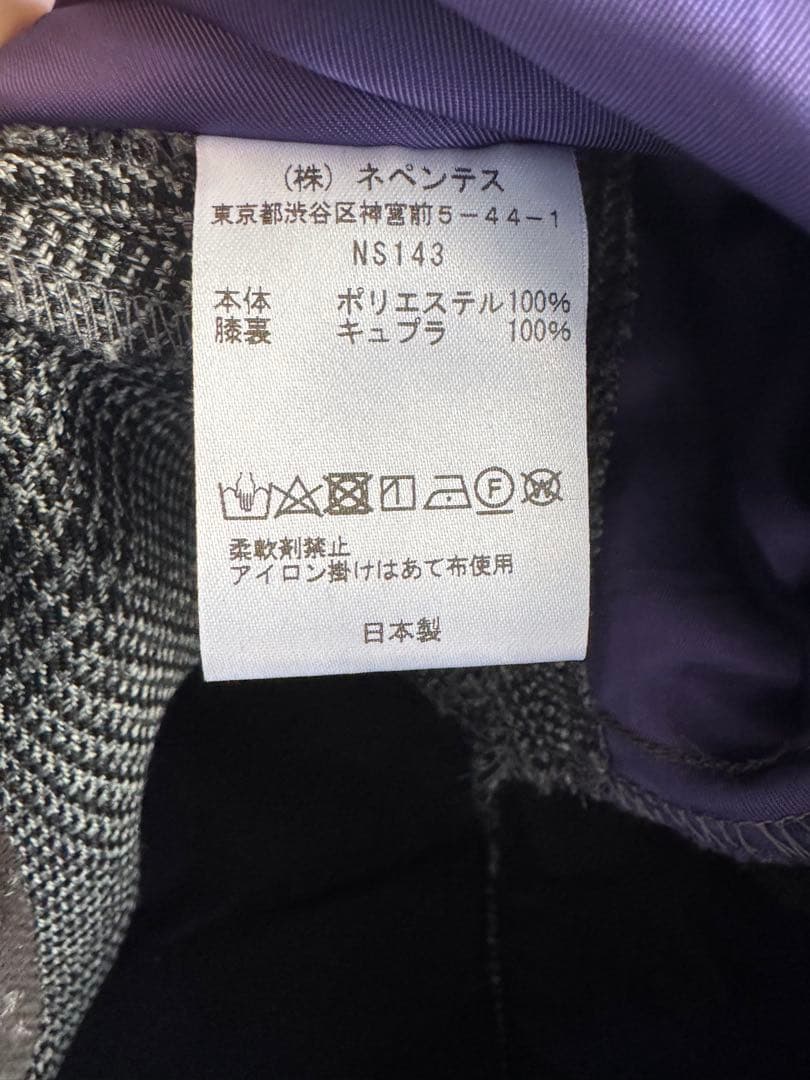 (株) ネペンテス
東京都渋谷区神宮前5-44-1
NS143
本体 ポリエステル100%
膝裏 キュプラ 100%
F W
柔軟剤禁止
アイロン掛けはあて布使用
日本製